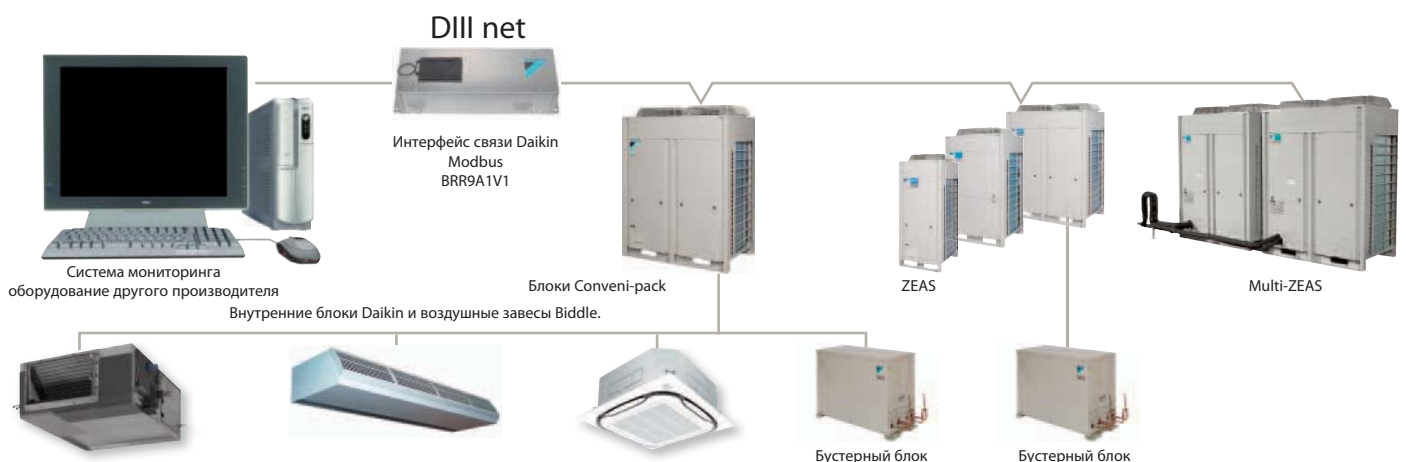 DIII net
Интерфейс связи Daikin
Modbus
BRR9A1V1
Система мониторинга
оборудование другого производителя
Блоки Conveni-pack
ZEAS
Multi-ZEAS
Внутренние блоки Daikin и воздушные завесы Biddle.
Бустерный блок
Бустерный блок